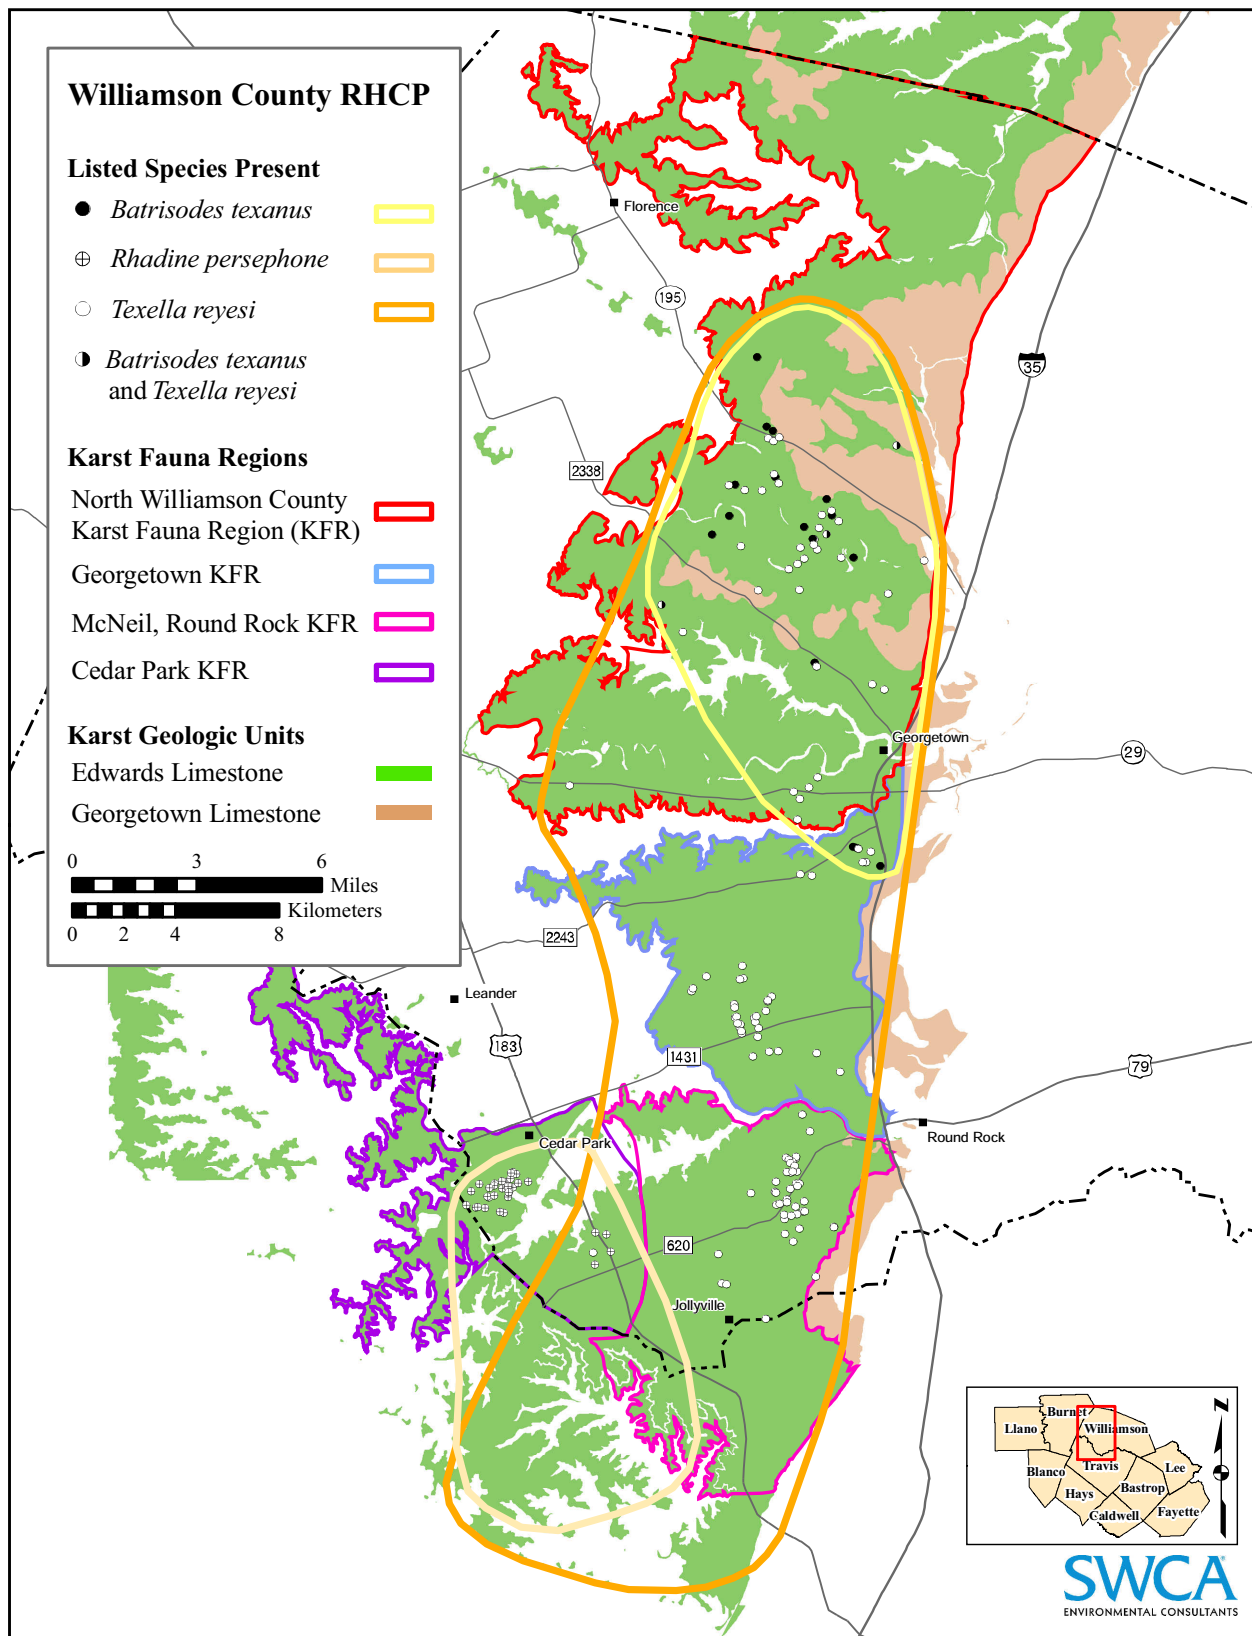 Williamson County RHCP
Listed Species Present
Batrisodes texanus
Rhadine persephone
Texella reyesi
Batrisodes texanus
and Texella reyesi
Karst Fauna Regions
North Williamson County
Karst Fauna Region (KFR)
Georgetown KFR
McNeil, Round Rock KFR
Cedar Park KFR
Karst Geologic Units
Edwards Limestone
Georgetown Limestone
0 3 6
Miles
Kilometers
0 2 4 8
Florence
195
35
2338
Georgetown
29
2243
Leander
183
1431
79
Cedar Park
Round Rock
620
Jollyville
Burnet
Llano
Williamson
Travis
Lee
Blanco
Hays
Bastrop
Caldwell
Fayette
N
SWCA®
ENVIRONMENTAL CONSULTANTS